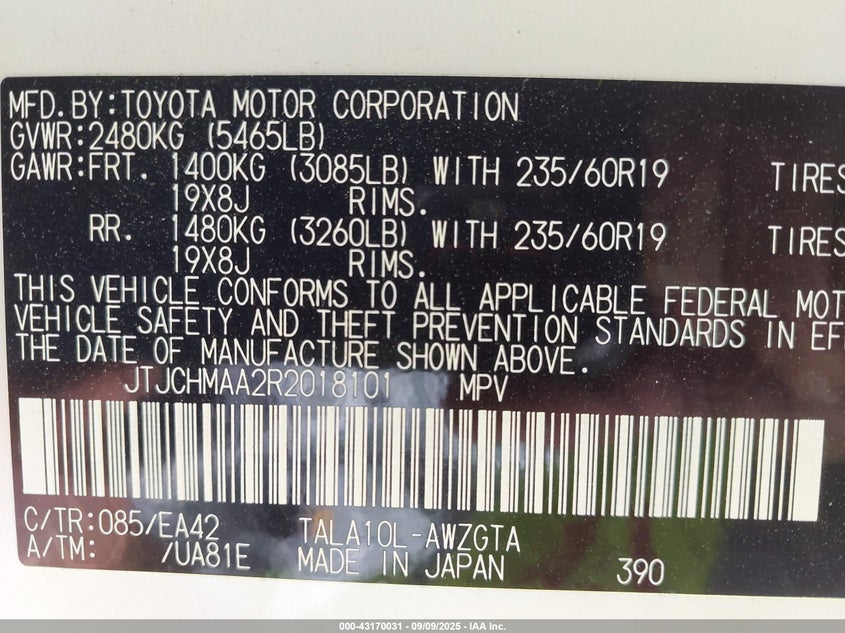 MFD.BY:TOYOTA MOTOR CORPORATION
GVWR:2480KG (5465LB)
GAWR:FRT. 1400KG (3085LB) WITH 235/60R19 TIRES
19X8J RIMS.
RR. 1480KG (3260LB) WITH 235/60R19 TIRES
19X8J RIMS.
THIS VEHICLE CONFORMS TO ALL APPLICABLE FEDERAL MOT
VEHICLE SAFETY AND THEFT PREVENTION STANDARDS IN EF
THE DATE OF MANUFACTURE SHOWN ABOVE.
JTJCHMAA2R2018101 MPV
C/TR:085/EA42 TALA10L-AWZGTA
A/TM: /UA81E MADE IN JAPAN 390
000-43170031 - 09/09/2025 - IAA Inc.